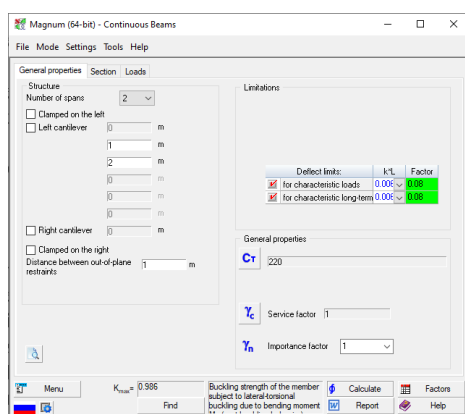 Magnum (64-bit) - Continuous Beams
File Mode Settings Tools Help
General properties Section Loads
Structure
Number of spans 2
Clamped on the left
Left cantilever 0 m
1 m
2 m
0 m
0 m
0 m
Right cantilever 0 m
Clamped on the right
Distance between out-of-plane
restraints 1 m
Limitations
Deflect limits: k*L Factor
for characteristic loads 0.006 0.08
for characteristic long-term 0.006 0.08
General properties
CT 220
γc Service factor 1
γn Importance factor 1
Menu
Kmax= 0.986
Find
Buckling strength of the member
subject to lateral-torsional
buckling due to bending moment
Calculate
Report
Factors
Help